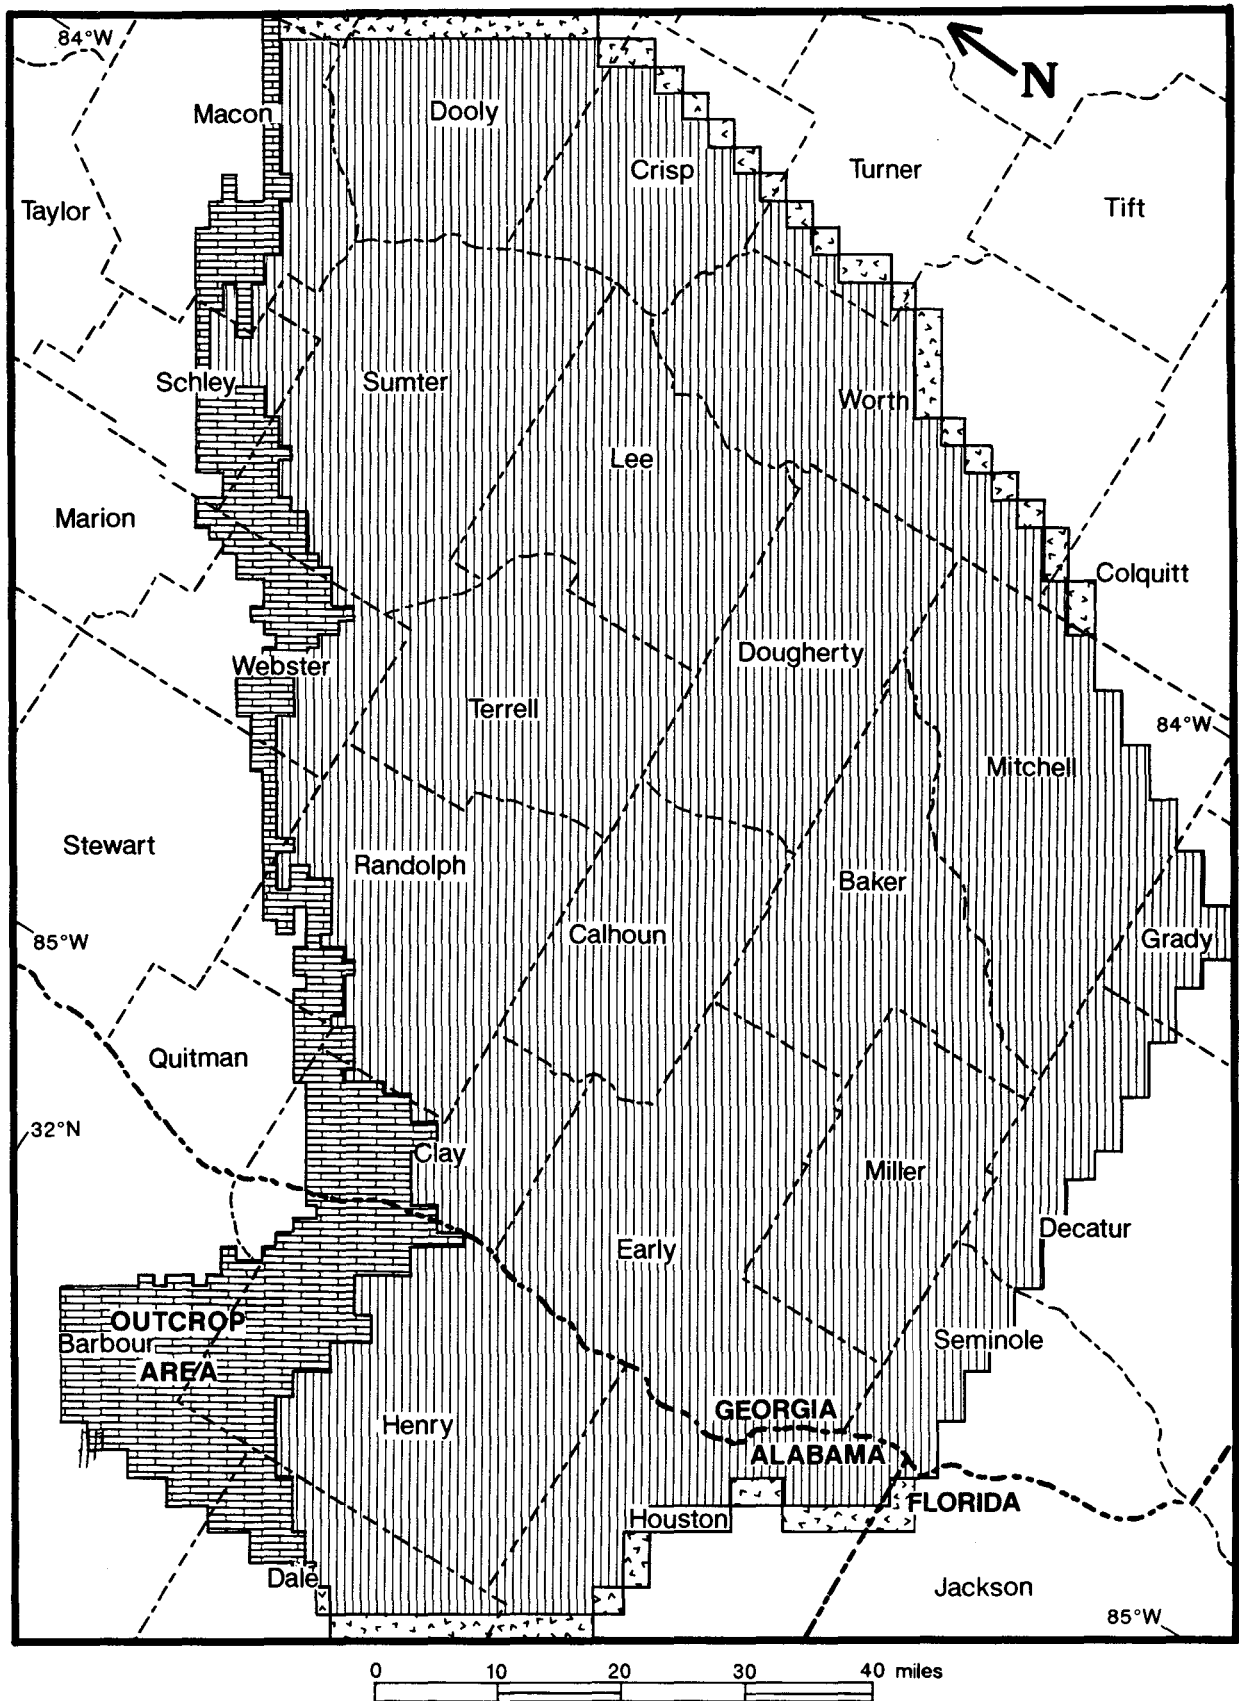 84°W
N
Macon
Dooly
Crisp
Turner
Taylor
Tift
Schley
Sumter
Worth
Lee
Marion
Colquitt
Webster
Dougherty
Terrell
84°W
Mitchell
Stewart
Randolph
Baker
85°W
Calhoun
Grady
Quitman
32°N
Clay
Miller
Decatur
Early
OUTCROP
Barbour
AREA
Seminole
GEORGIA
Henry
ALABAMA
FLORIDA
Houston
Dale
Jackson
85°W
0 10 20 30 40 miles